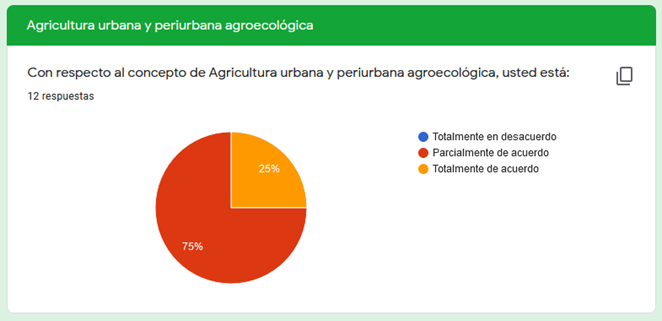 Agricultura urbana y periurbana agroecológica
Con respecto al concepto de Agricultura urbana y periurbana agroecológica, usted está:
12 respuestas
Totalmente en desacuerdo
Parcialmente de acuerdo
Totalmente de acuerdo
25%
75%